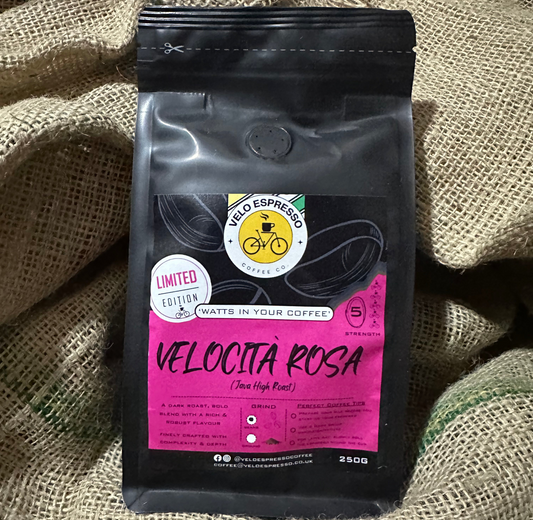 VELO ESPRESSO
COFFEE CO.
LIMITED
EDITION
'WATTS IN YOUR COFFEE'
5
STRENGTH
VELOCITÀ ROSA
(Java High Roast)
A DARK ROAST, BOLD
BLEND WITH A RICH &
ROBUST FLAVOUR
FINELY CRAFTED WITH
COMPLEXITY & DEPTH
GRIND
PERFECT COFFEE TIPS
@VELOESPRESSOCOFFEE
COFFEE@VELOESPRESSO.CO.UK
250G